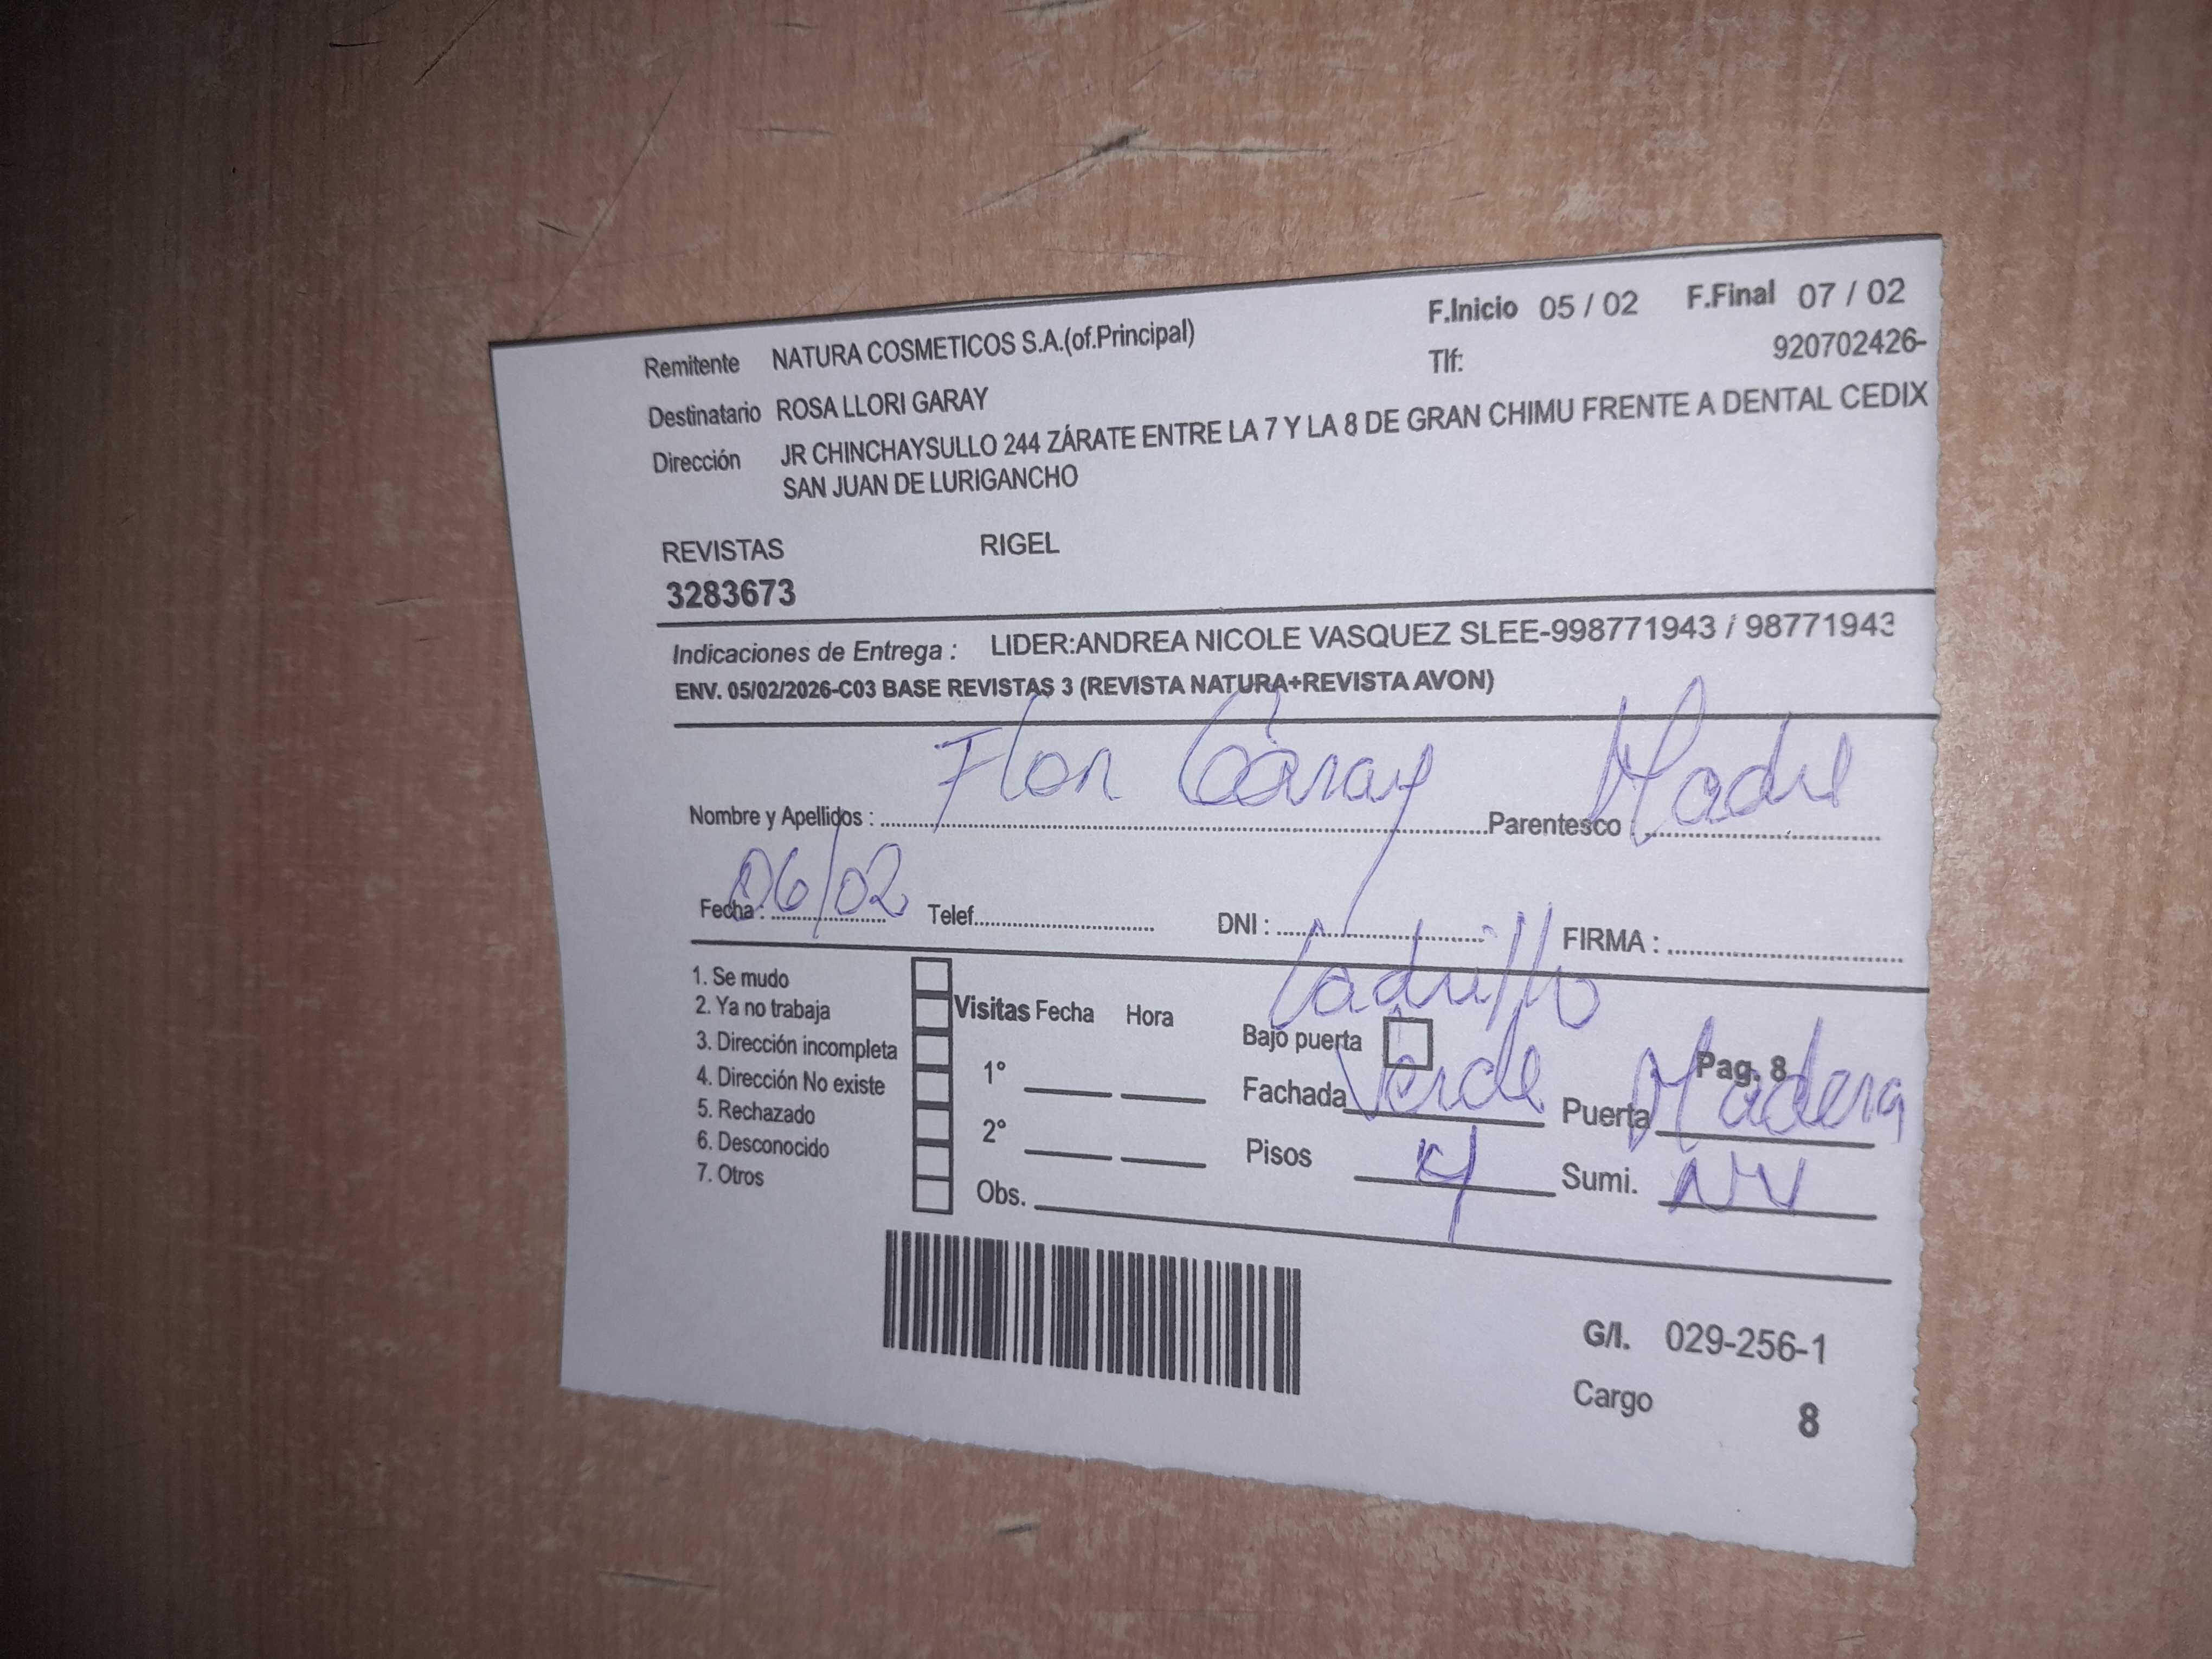 F.Inicio 05 / 02 F.Final 07 / 02
Remitente NATURA COSMETICOS S.A.(of.Principal) Tlf: 920702426-
Destinatario ROSA LLORI GARAY
Dirección JR CHINCHAYSULLO 244 ZÁRATE ENTRE LA 7 Y LA 8 DE GRAN CHIMU FRENTE A DENTAL CEDIX
SAN JUAN DE LURIGANCHO
REVISTAS RIGEL
3283673
Indicaciones de Entrega : LIDER:ANDREA NICOLE VASQUEZ SLEE-998771943 / 98771943
ENV. 05/02/2026-C03 BASE REVISTAS 3 (REVISTA NATURA+REVISTA AVON)
Nombre y Apellidos : Flor Garay Parentesco : Madre
Fecha : 06/02 Telef. DNI : FIRMA :
1. Se mudo
2. Ya no trabaja
3. Dirección incompleta
4. Dirección No existe
5. Rechazado
6. Desconocido
7. Otros
Visitas Fecha Hora
1°
2°
Obs.
Ladrillo
Bajo puerta Pag. 8
Fachada Verde Puerta Madera
Pisos 4 Sumi. NV
G/I. 029-256-1
Cargo 8